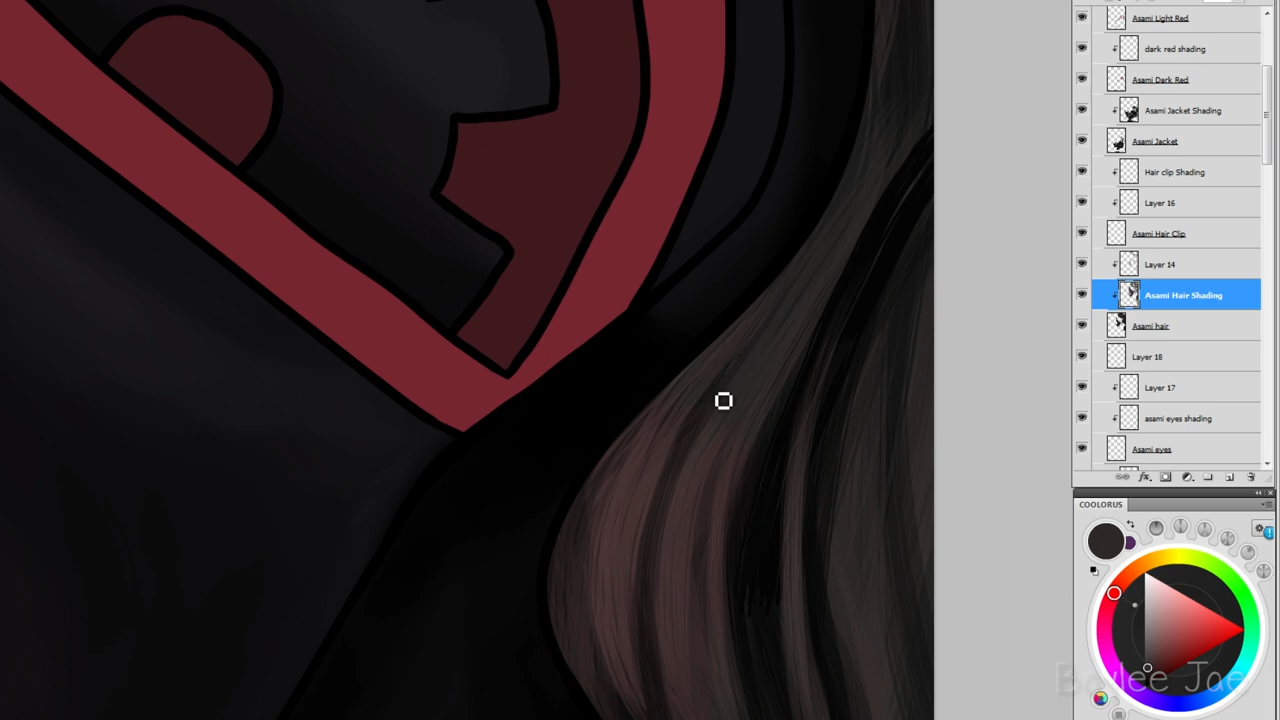 Asami Light Red
dark red shading
Asami Dark Red
Asami Jacket Shading
Asami Jacket
Hair clip Shading
Layer 16
Asami Hair Clip
Layer 14
Asami Hair Shading
Asami hair
Layer 18
Layer 17
asami eyes shading
Asami eyes
fx
COOLORUS
Baylee Jae